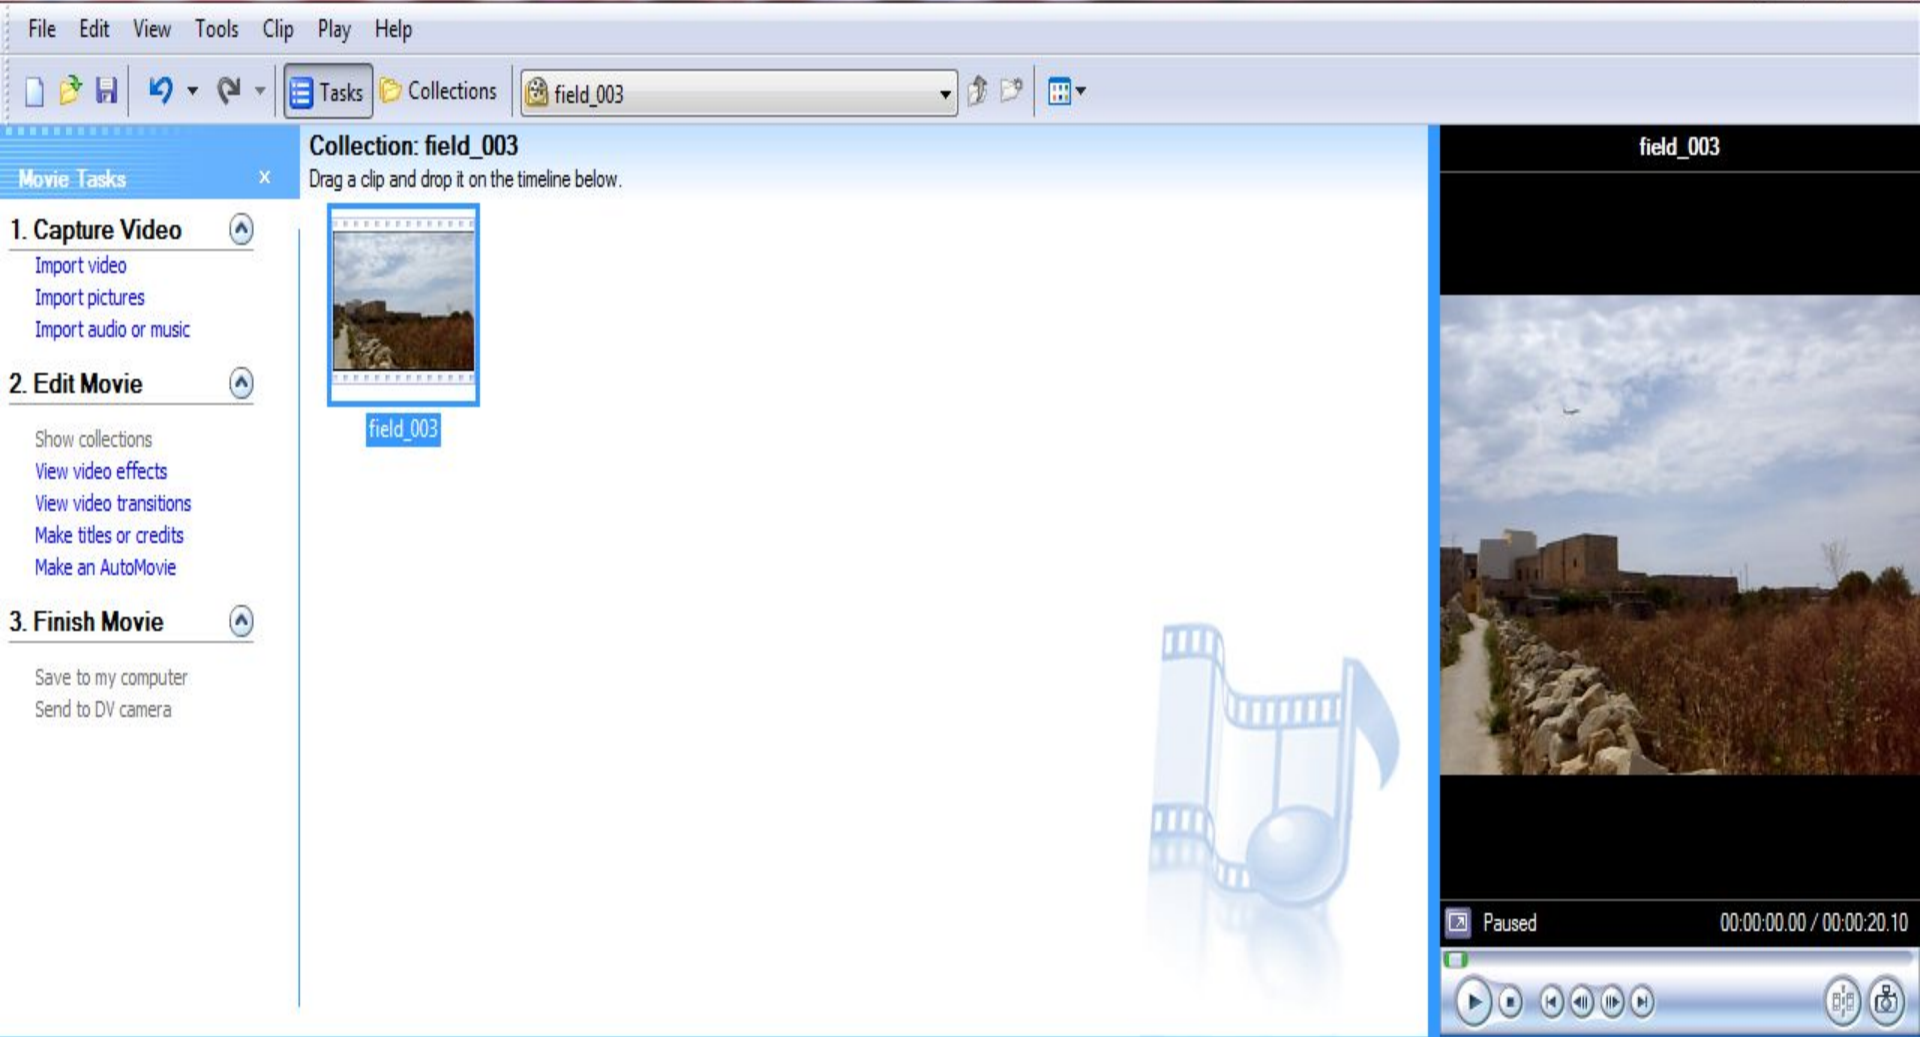 File Edit View Tools Clip Play Help
Tasks Collections field_003
Movie Tasks x
1. Capture Video
Import video
Import pictures
Import audio or music
2. Edit Movie
Show collections
View video effects
View video transitions
Make titles or credits
Make an AutoMovie
3. Finish Movie
Save to my computer
Send to DV camera
Collection: field_003
Drag a clip and drop it on the timeline below.
field_003
field_003
Paused 00:00:00.00 / 00:00:20.10